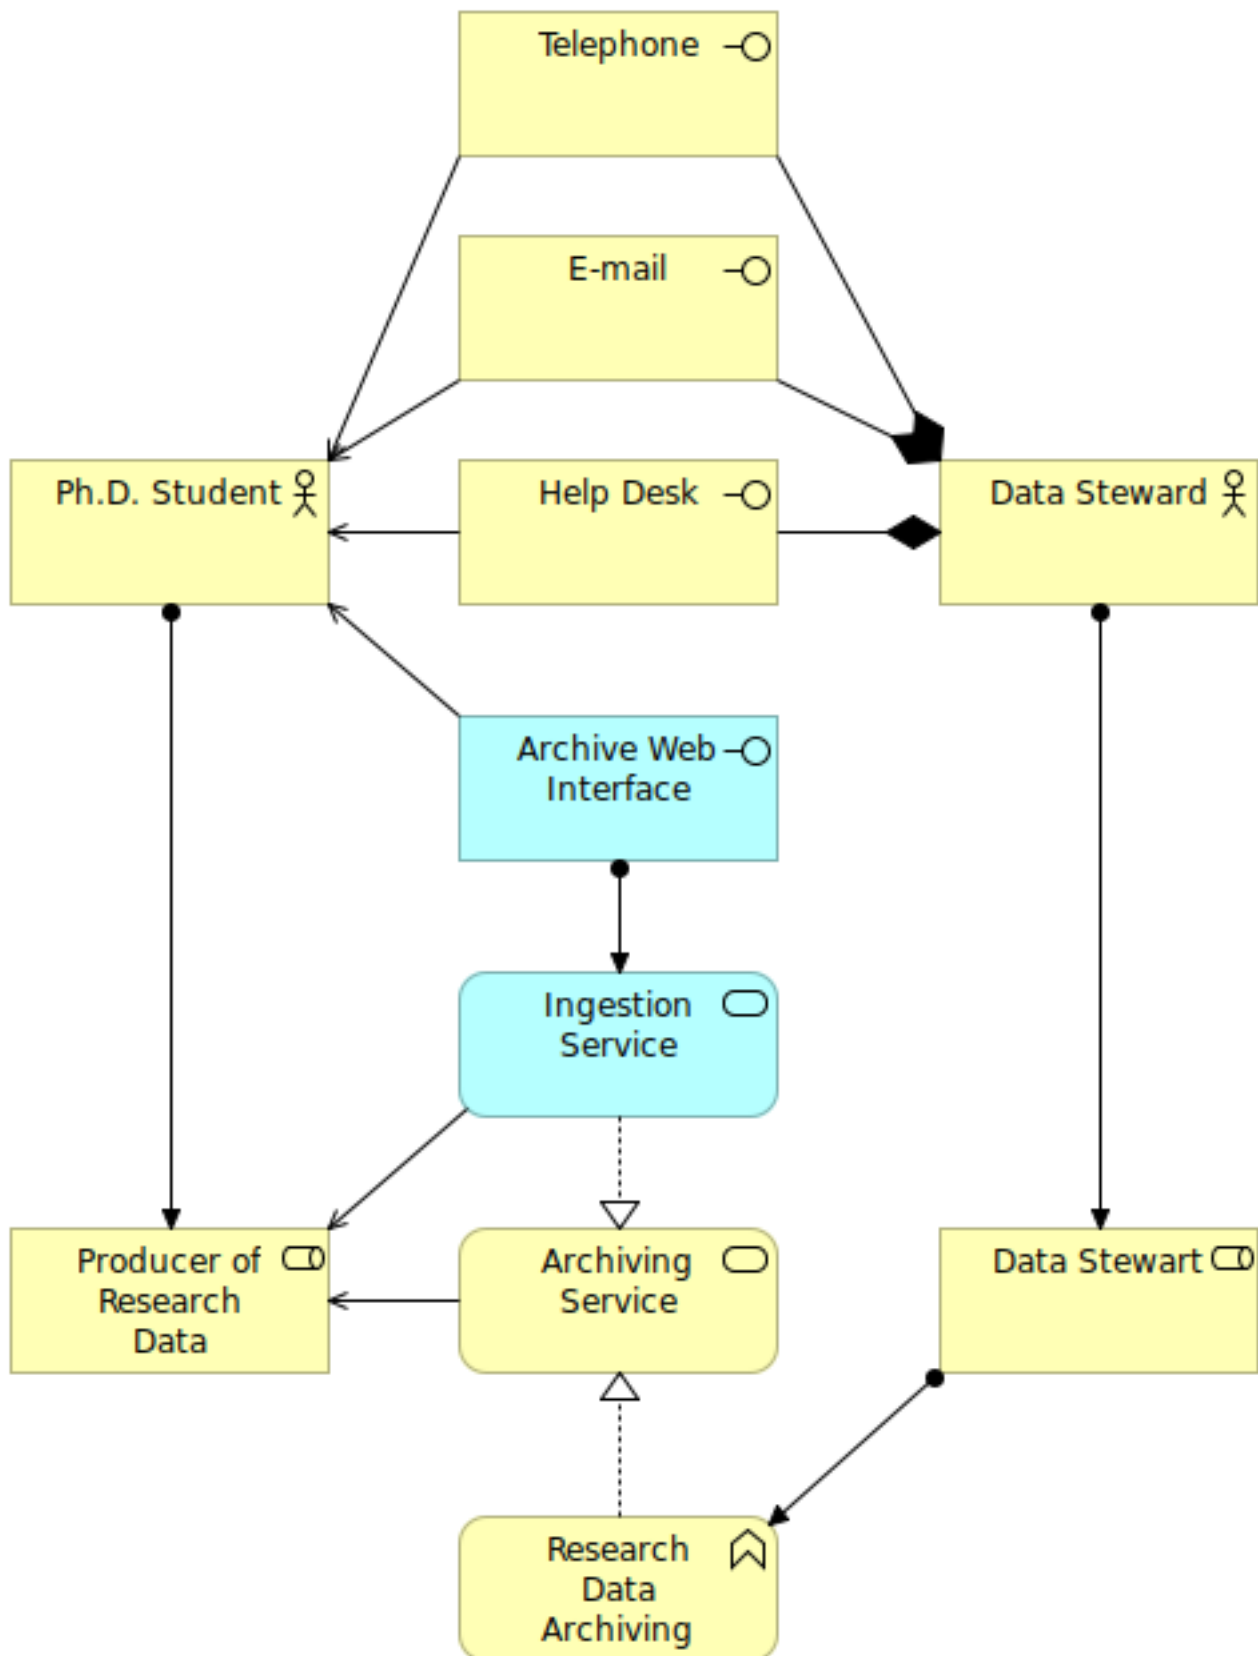 Telephone
E-mail
Ph.D. Student
Help Desk
Data Steward
Archive Web
Interface
Ingestion
Service
Producer of
Research
Data
Archiving
Service
Data Stewart
Research
Data
Archiving